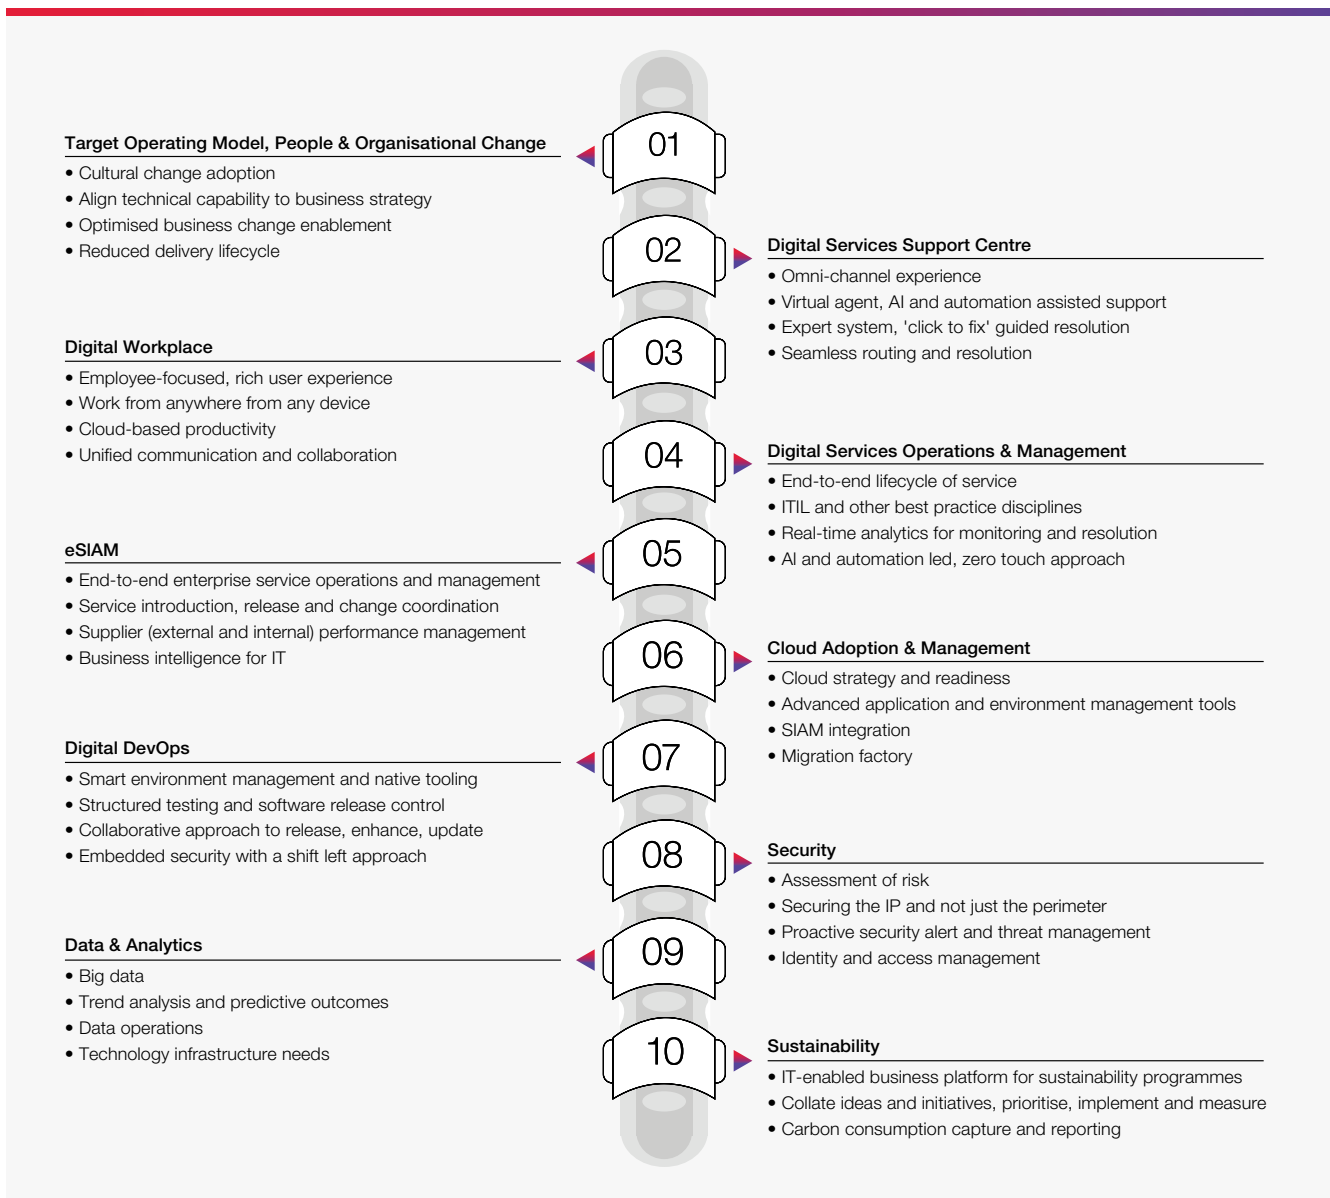 01
Target Operating Model, People & Organisational Change
• Cultural change adoption
• Align technical capability to business strategy
• Optimised business change enablement
• Reduced delivery lifecycle
02
Digital Services Support Centre
• Omni-channel experience
• Virtual agent, AI and automation assisted support
• Expert system, 'click to fix' guided resolution
• Seamless routing and resolution
03
Digital Workplace
• Employee-focused, rich user experience
• Work from anywhere from any device
• Cloud-based productivity
• Unified communication and collaboration
04
Digital Services Operations & Management
• End-to-end lifecycle of service
• ITIL and other best practice disciplines
• Real-time analytics for monitoring and resolution
• AI and automation led, zero touch approach
05
eSIAM
• End-to-end enterprise service operations and management
• Service introduction, release and change coordination
• Supplier (external and internal) performance management
• Business intelligence for IT
06
Cloud Adoption & Management
• Cloud strategy and readiness
• Advanced application and environment management tools
• SIAM integration
• Migration factory
07
Digital DevOps
• Smart environment management and native tooling
• Structured testing and software release control
• Collaborative approach to release, enhance, update
• Embedded security with a shift left approach
08
Security
• Assessment of risk
• Securing the IP and not just the perimeter
• Proactive security alert and threat management
• Identity and access management
09
Data & Analytics
• Big data
• Trend analysis and predictive outcomes
• Data operations
• Technology infrastructure needs
10
Sustainability
• IT-enabled business platform for sustainability programmes
• Collate ideas and initiatives, prioritise, implement and measure
• Carbon consumption capture and reporting